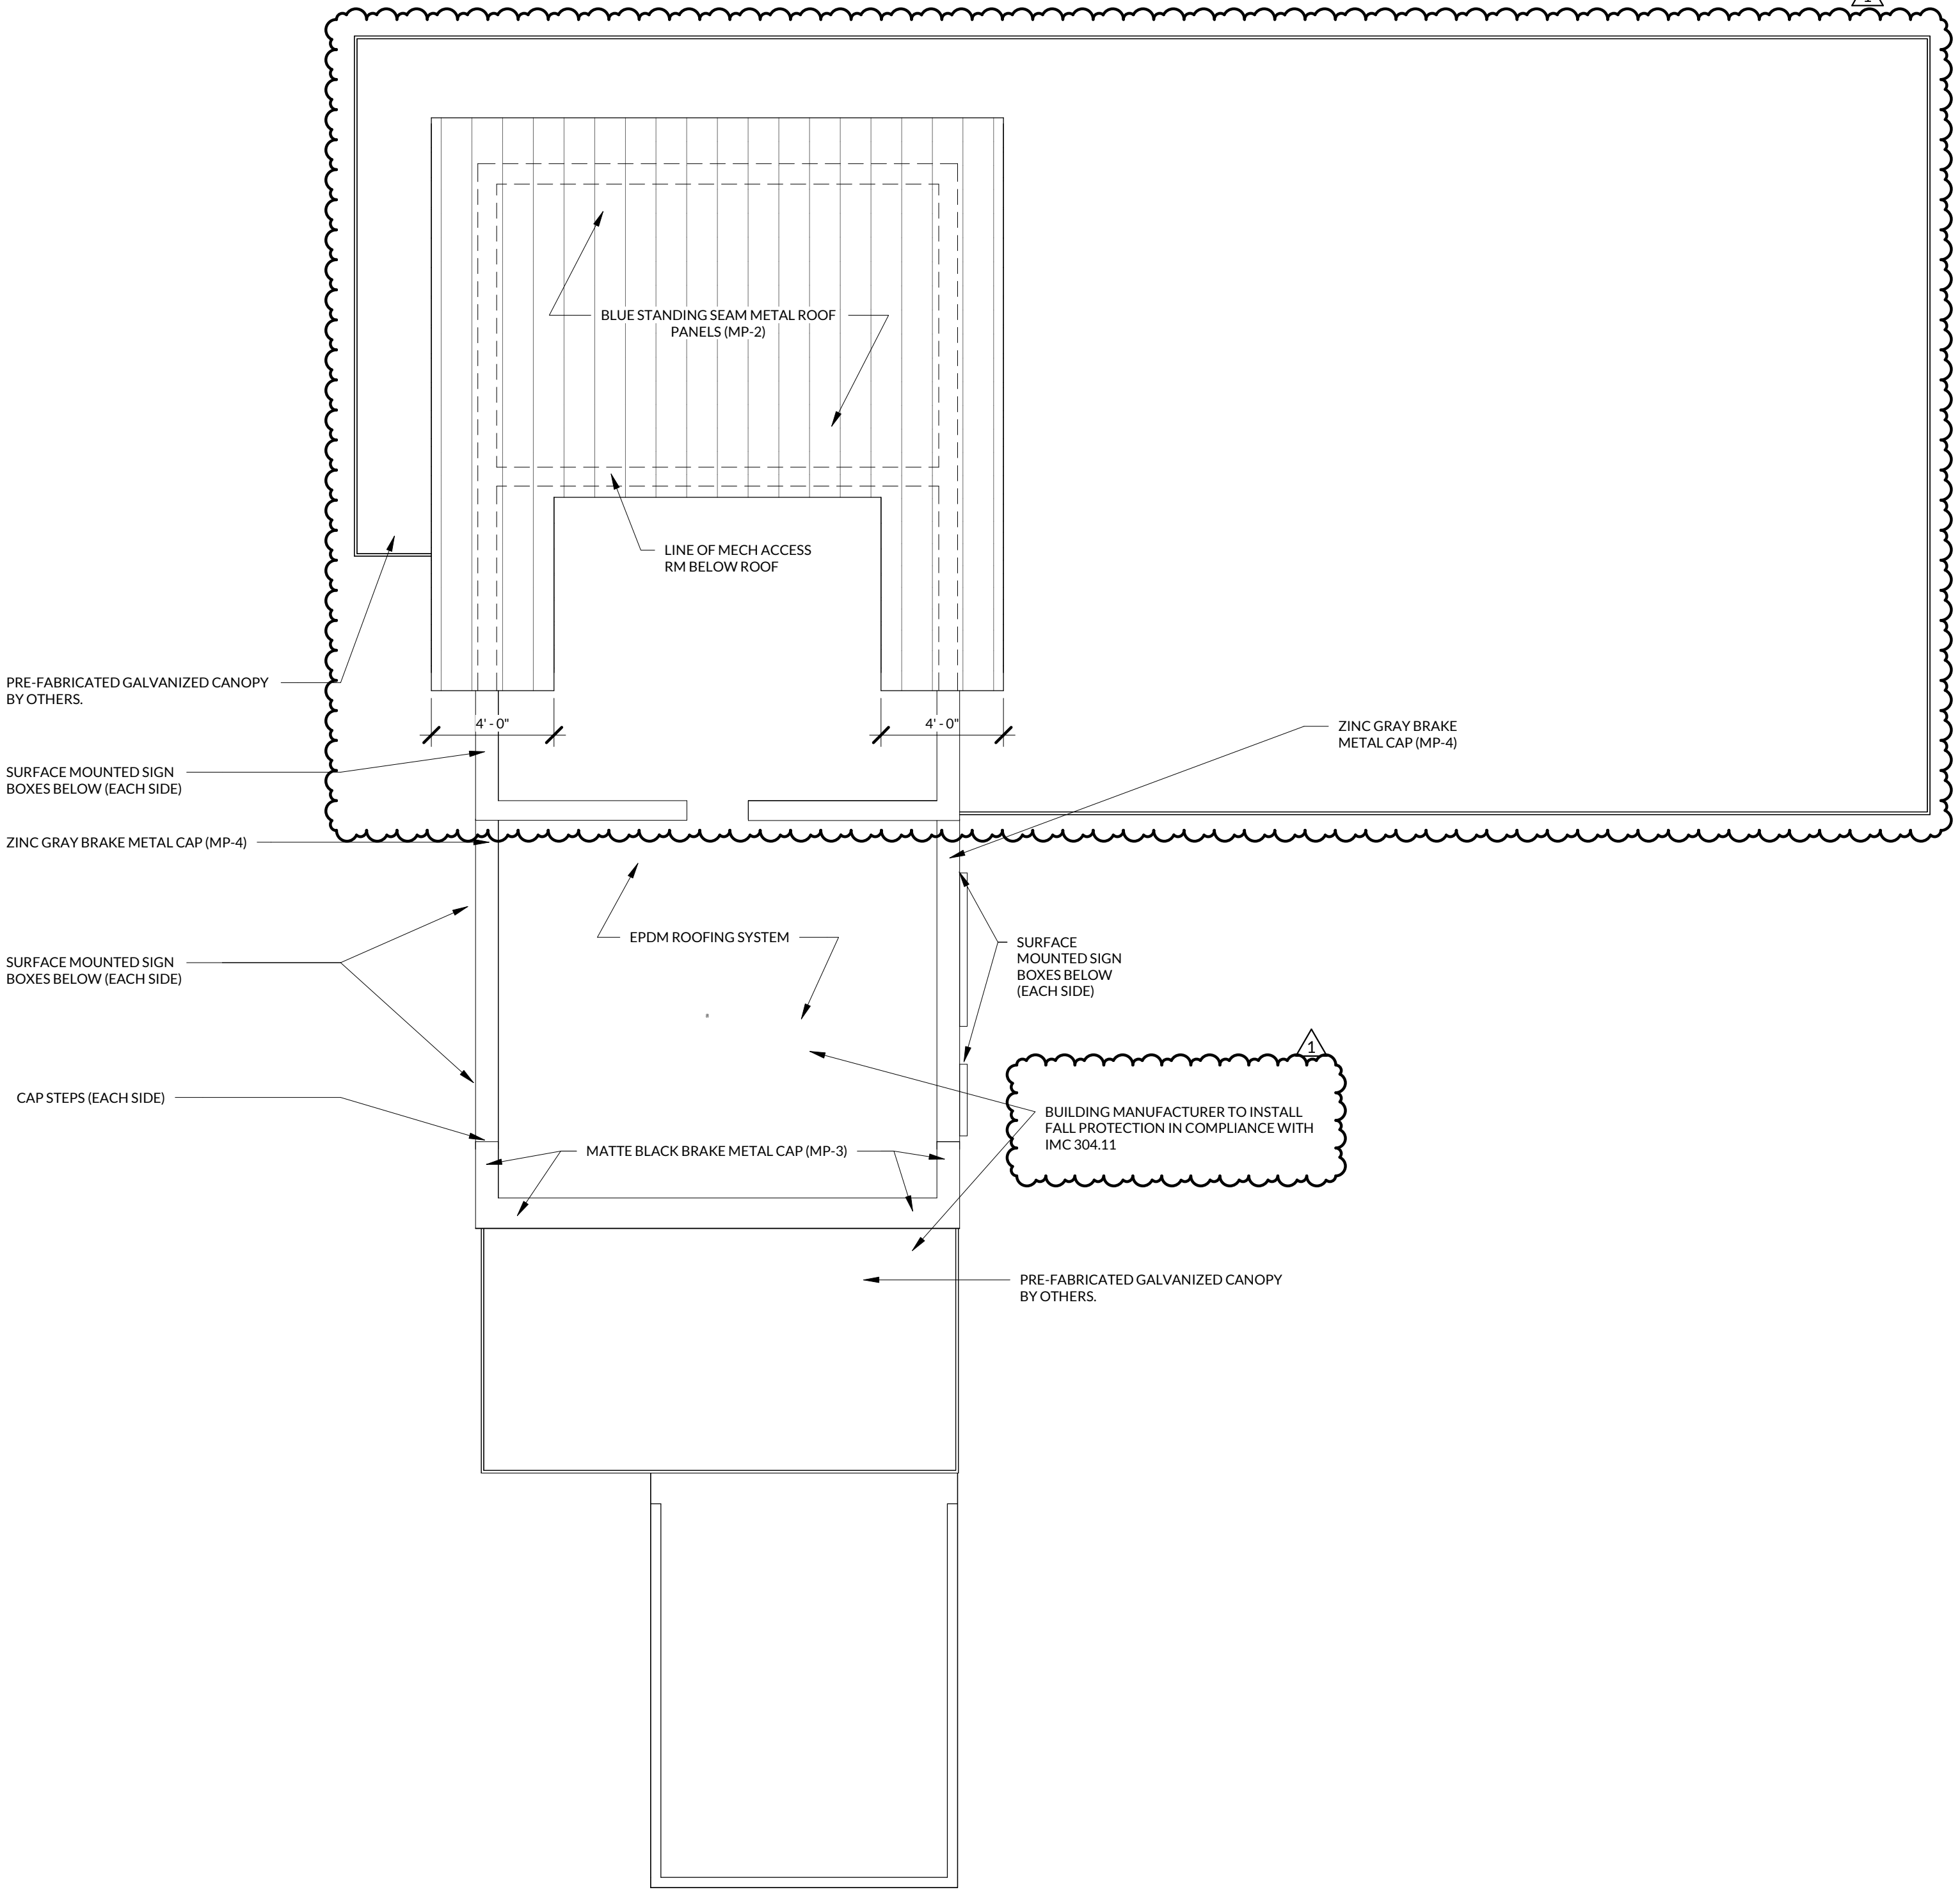 1
BLUE STANDING SEAM METAL ROOF
PANELS (MP-2)
LINE OF MECH ACCESS
RM BELOW ROOF
PRE-FABRICATED GALVANIZED CANOPY
BY OTHERS.
4' - 0"
4' - 0"
ZINC GRAY BRAKE
METAL CAP (MP-4)
SURFACE MOUNTED SIGN
BOXES BELOW (EACH SIDE)
ZINC GRAY BRAKE METAL CAP (MP-4)
EPDM ROOFING SYSTEM
SURFACE MOUNTED SIGN
BOXES BELOW (EACH SIDE)
SURFACE
MOUNTED SIGN
BOXES BELOW
(EACH SIDE)
1
CAP STEPS (EACH SIDE)
BUILDING MANUFACTURER TO INSTALL
FALL PROTECTION IN COMPLIANCE WITH
IMC 304.11
MATTE BLACK BRAKE METAL CAP (MP-3)
PRE-FABRICATED GALVANIZED CANOPY
BY OTHERS.